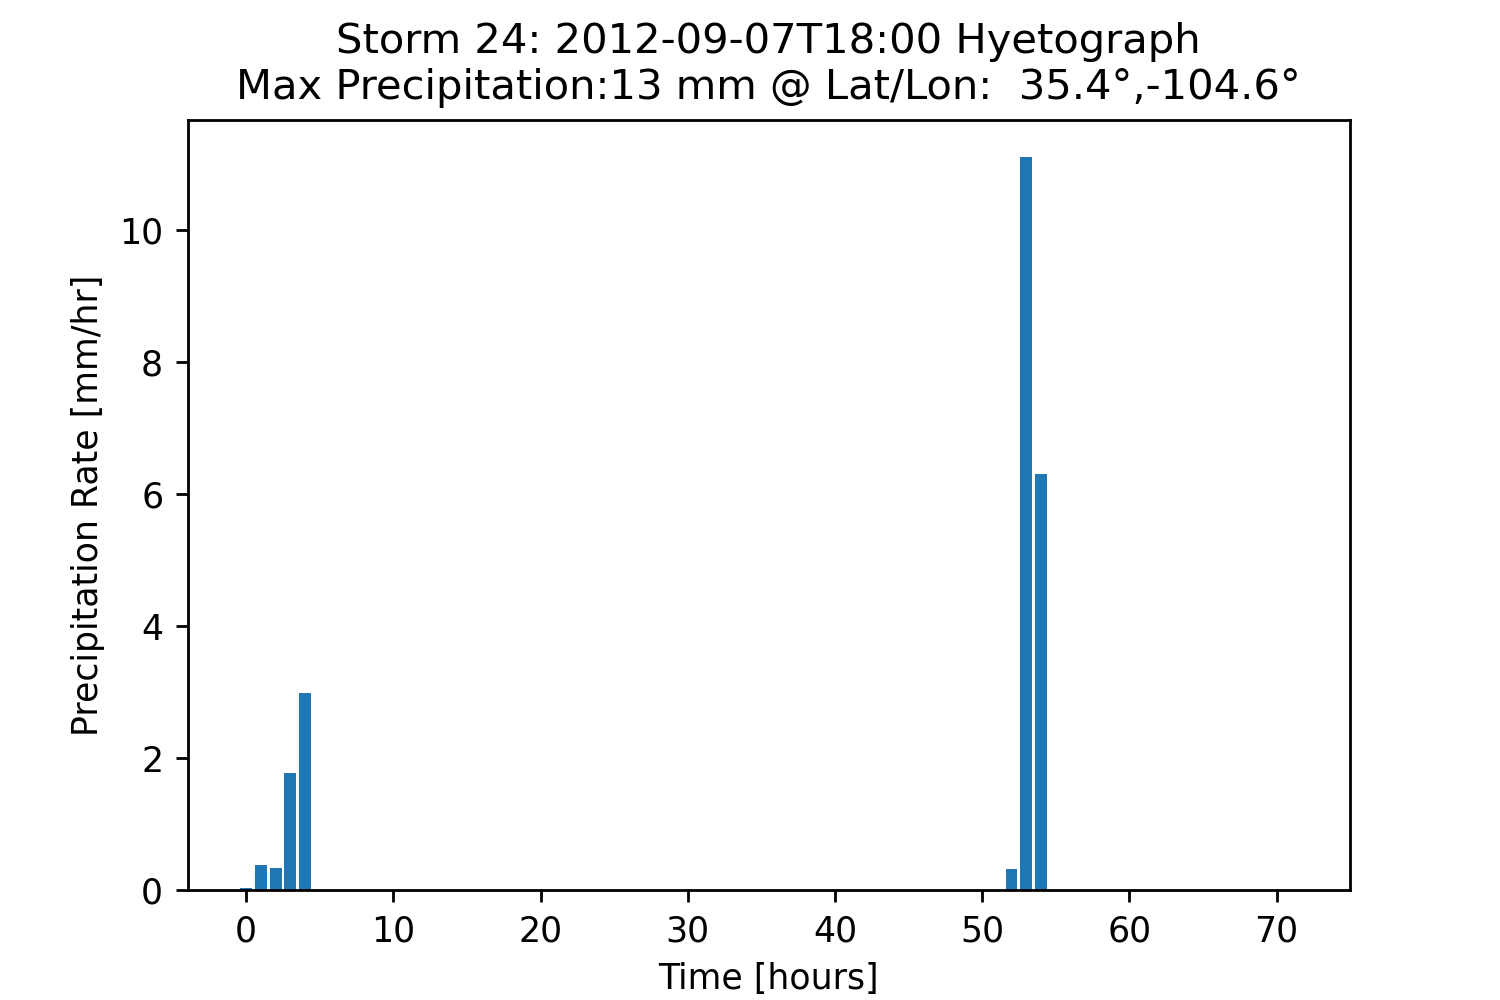 Storm 24: 2012-09-07T18:00 Hyetograph
Max Precipitation:13 mm @ Lat/Lon:  35.4°,-104.6°
Precipitation Rate [mm/hr]
10
8
6
4
2
0
0 10 20 30 40 50 60 70
Time [hours]